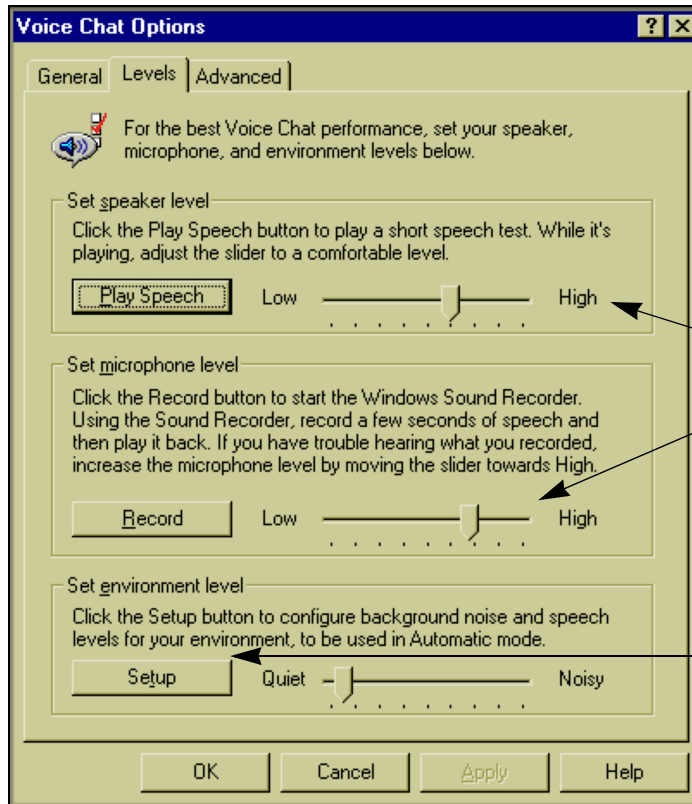 Voice Chat Options
General Levels Advanced
For the best Voice Chat performance, set your speaker,
microphone, and environment levels below.
Set speaker level
Click the Play Speech button to play a short speech test. While it's
playing, adjust the slider to a comfortable level.
Play Speech Low High
Set microphone level
Click the Record button to start the Windows Sound Recorder.
Using the Sound Recorder, record a few seconds of speech and
then play it back. If you have trouble hearing what you recorded,
increase the microphone level by moving the slider towards High.
Record Low High
Set environment level
Click the Setup button to configure background noise and speech
levels for your environment, to be used in Automatic mode.
Setup Quiet Noisy
OK Cancel Apply Help